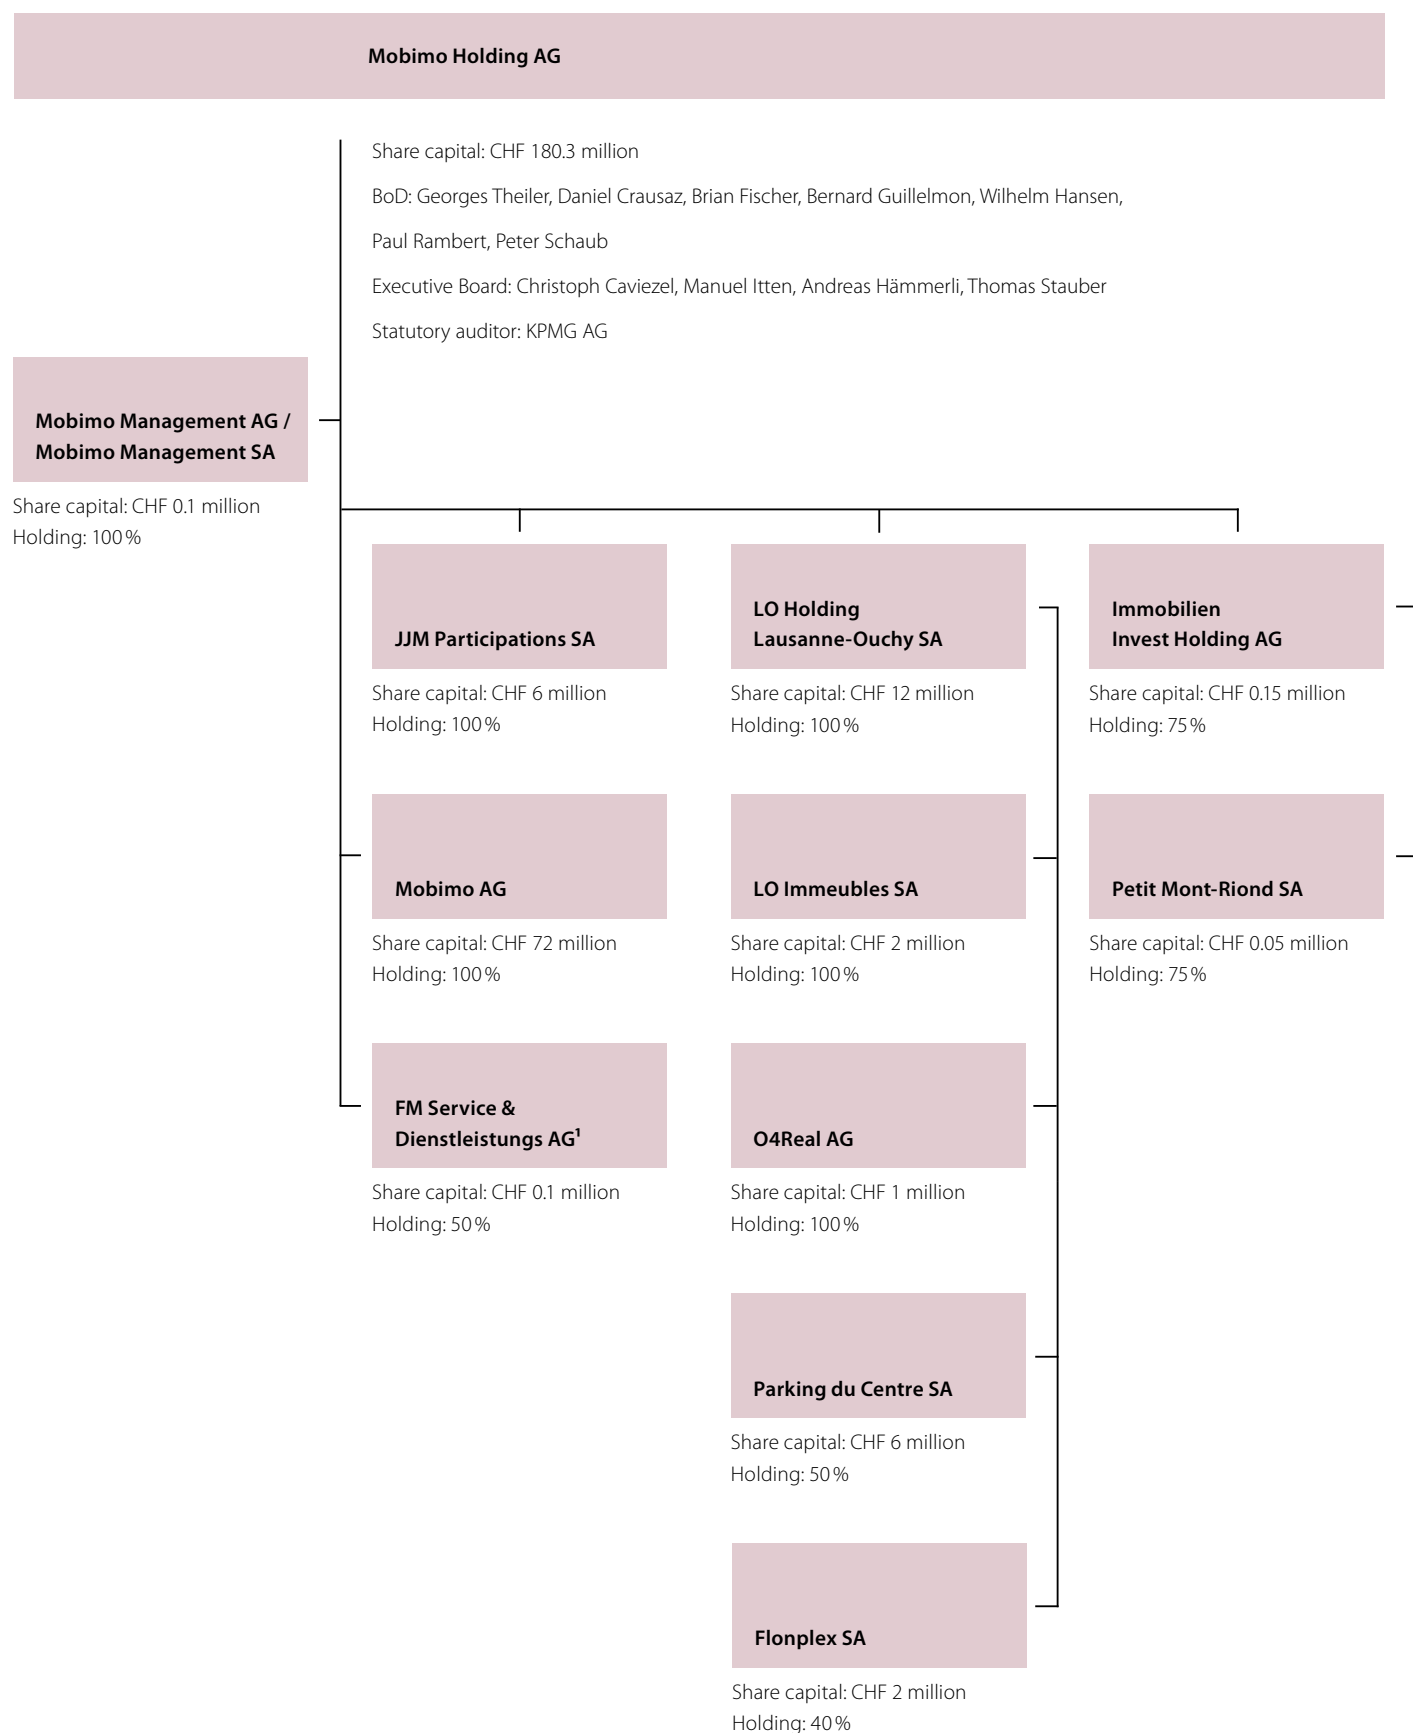 Mobimo Holding AG
Share capital: CHF 180.3 million
BoD: Georges Theiler, Daniel Crausaz, Brian Fischer, Bernard Guillelmon, Wilhelm Hansen,
Paul Rambert, Peter Schaub
Executive Board: Christoph Caviezel, Manuel Itten, Andreas Hämmerli, Thomas Stauber
Statutory auditor: KPMG AG
Mobimo Management AG /
Mobimo Management SA
Share capital: CHF 0.1 million
Holding: 100 %
JJM Participations SA
Share capital: CHF 6 million
Holding: 100 %
LO Holding
Lausanne-Ouchy SA
Share capital: CHF 12 million
Holding: 100 %
Immobilien
Invest Holding AG
Share capital: CHF 0.15 million
Holding: 75 %
Mobimo AG
Share capital: CHF 72 million
Holding: 100 %
LO Immeubles SA
Share capital: CHF 2 million
Holding: 100 %
Petit Mont-Riond SA
Share capital: CHF 0.05 million
Holding: 75 %
FM Service &
Dienstleistungs AG¹
Share capital: CHF 0.1 million
Holding: 50 %
O4Real AG
Share capital: CHF 1 million
Holding: 100 %
Parking du Centre SA
Share capital: CHF 6 million
Holding: 50 %
Flonplex SA
Share capital: CHF 2 million
Holding: 40 %